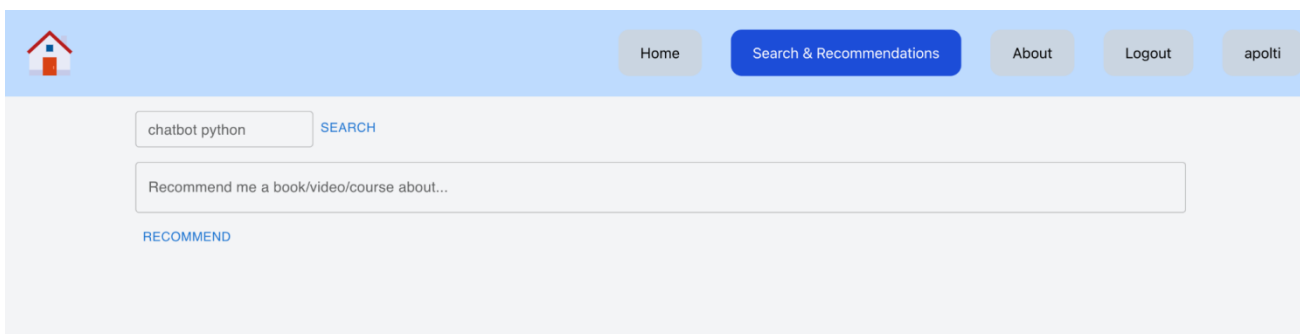 Home Search & Recommendations About Logout apolti
chatbot python SEARCH
Recommend me a book/video/course about...
RECOMMEND